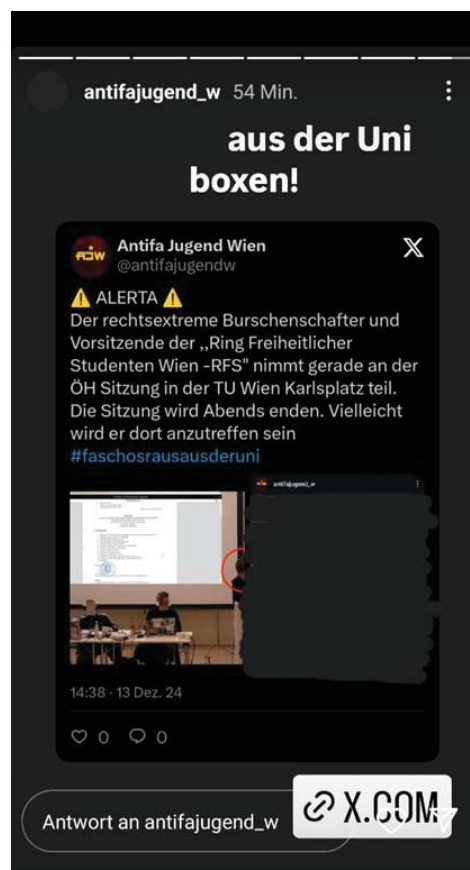 antifajugend_w 54 Min.
aus der Uni
boxen!
AJW
Antifa Jugend Wien
@antifajugendw
X
⚠️ ALERTA ⚠️
Der rechtsextreme Burschenschafter und
Vorsitzende der ,,Ring Freiheitlicher
Studenten Wien -RFS" nimmt gerade an der
ÖH Sitzung in der TU Wien Karlsplatz teil.
Die Sitzung wird Abends enden. Vielleicht
wird er dort anzutreffen sein
#faschosrausausderuni
antifajugend_w
14:38 · 13 Dez. 24
0 0
Antwort an antifajugend_w
X.COM